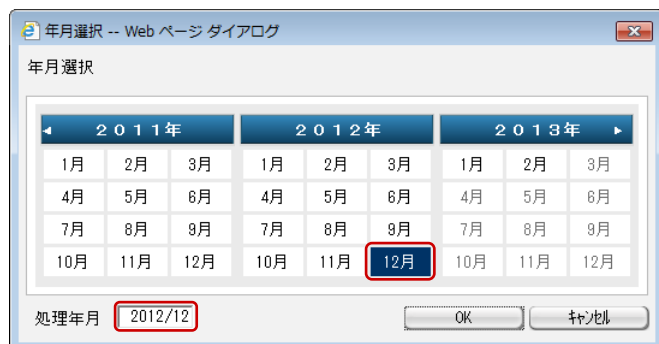 年月選択 -- Web ページ ダイアログ
年月選択
2011年 2012年 2013年
1月 2月 3月 1月 2月 3月 1月 2月 3月
4月 5月 6月 4月 5月 6月 4月 5月 6月
7月 8月 9月 7月 8月 9月 7月 8月 9月
10月 11月 12月 10月 11月 12月 10月 11月 12月
処理年月 2012/12 OK ｷｬﾝｾﾙ